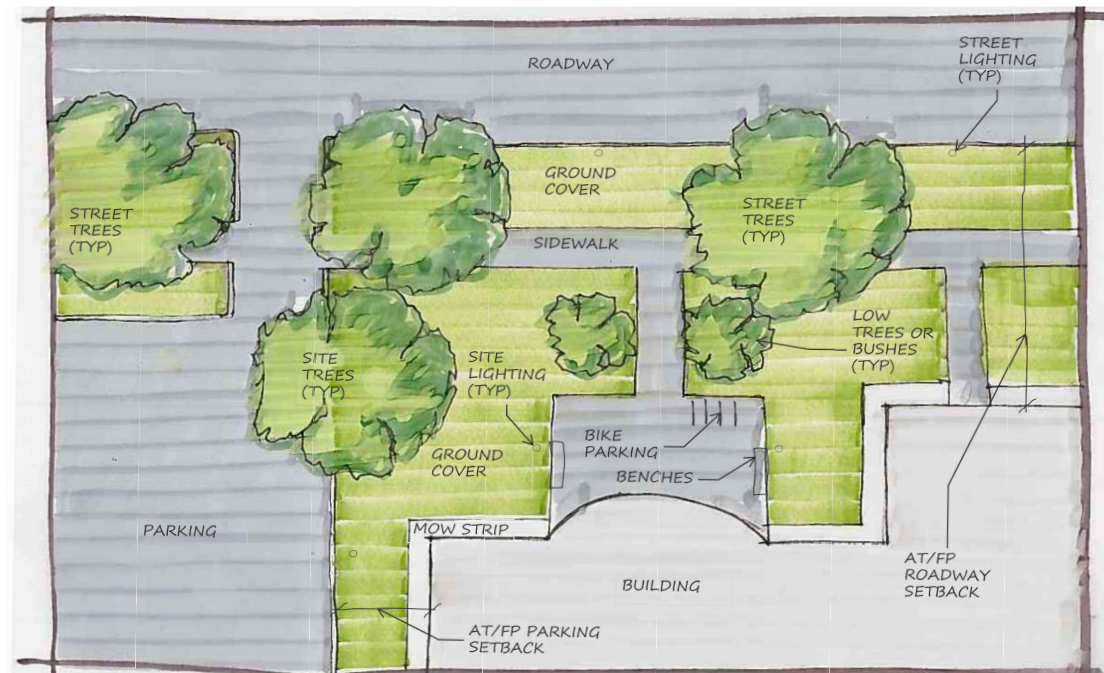 ROADWAY
STREET
LIGHTING
(TYP)
GROUND
COVER
STREET
TREES
(TYP)
STREET
TREES
(TYP)
SIDEWALK
LOW
TREES OR
BUSHES
(TYP)
SITE
TREES
(TYP)
SITE
LIGHTING
(TYP)
BIKE
PARKING
GROUND
COVER
BENCHES
PARKING
MOW STRIP
AT/FP
ROADWAY
SETBACK
BUILDING
AT/FP PARKING
SETBACK